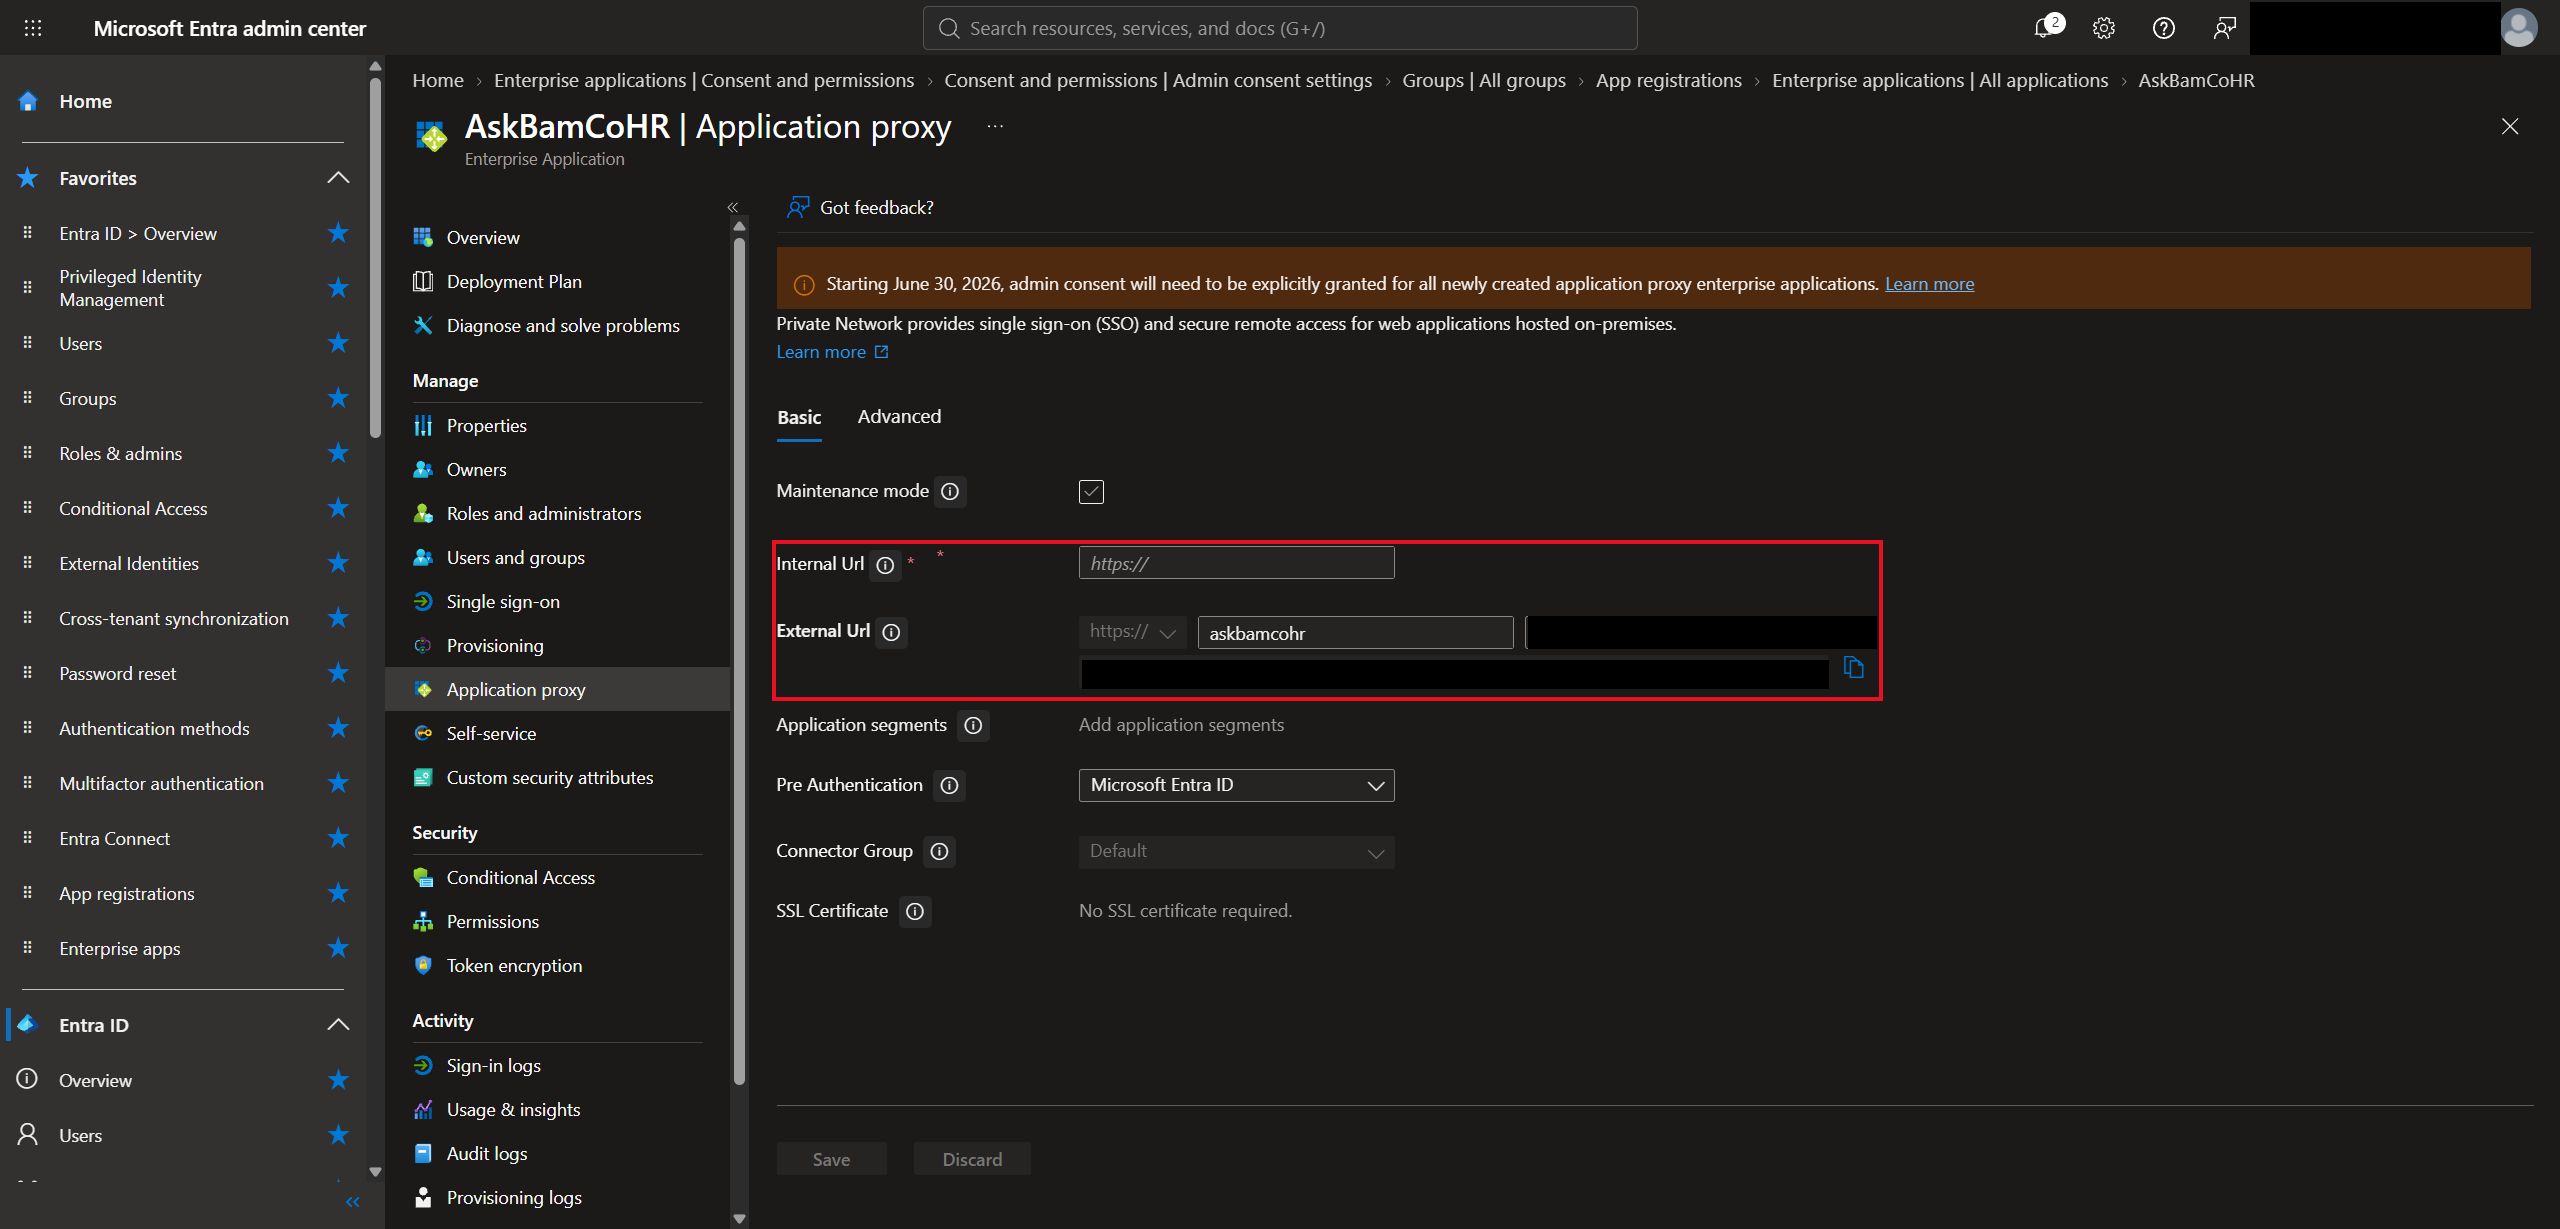 Microsoft Entra admin center
Search resources, services, and docs (G+/)
2
Home
Favorites
Entra ID > Overview
Privileged Identity
Management
Users
Groups
Roles & admins
Conditional Access
External Identities
Cross-tenant synchronization
Password reset
Authentication methods
Multifactor authentication
Entra Connect
App registrations
Enterprise apps
Entra ID
Overview
Users
Home > Enterprise applications | Consent and permissions > Consent and permissions | Admin consent settings > Groups | All groups > App registrations > Enterprise applications | All applications > AskBamCoHR
AskBamCoHR | Application proxy ...
Enterprise Application
Overview
Deployment Plan
Diagnose and solve problems
Manage
Properties
Owners
Roles and administrators
Users and groups
Single sign-on
Provisioning
Application proxy
Self-service
Custom security attributes
Security
Conditional Access
Permissions
Token encryption
Activity
Sign-in logs
Usage & insights
Audit logs
Provisioning logs
Got feedback?
Starting June 30, 2026, admin consent will need to be explicitly granted for all newly created application proxy enterprise applications. Learn more
Private Network provides single sign-on (SSO) and secure remote access for web applications hosted on-premises.
Learn more
Basic Advanced
Maintenance mode
Internal Url * * https://
External Url https:// askbamcohr
Application segments Add application segments
Pre Authentication Microsoft Entra ID
Connector Group Default
SSL Certificate No SSL certificate required.
Save Discard